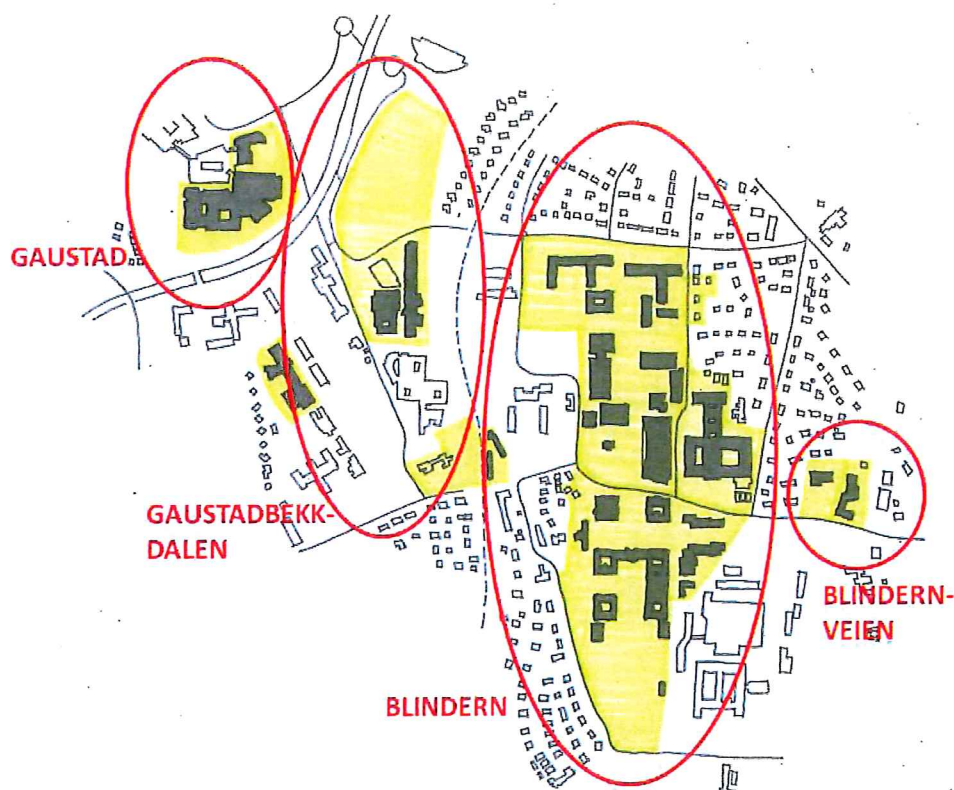 GAUSTAD
GAUSTADBEKK-
DALEN
BLINDERN
BLINDERN-
VEIEN